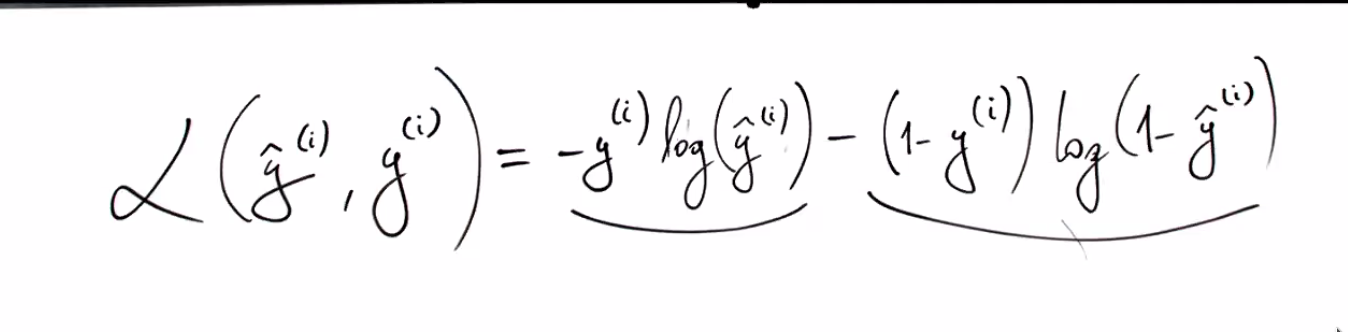 ℒ(ŷ⁽ⁱ⁾, y⁽ⁱ⁾) = -y⁽ⁱ⁾ log(ŷ⁽ⁱ⁾) - (1-y⁽ⁱ⁾) log(1-ŷ⁽ⁱ⁾)